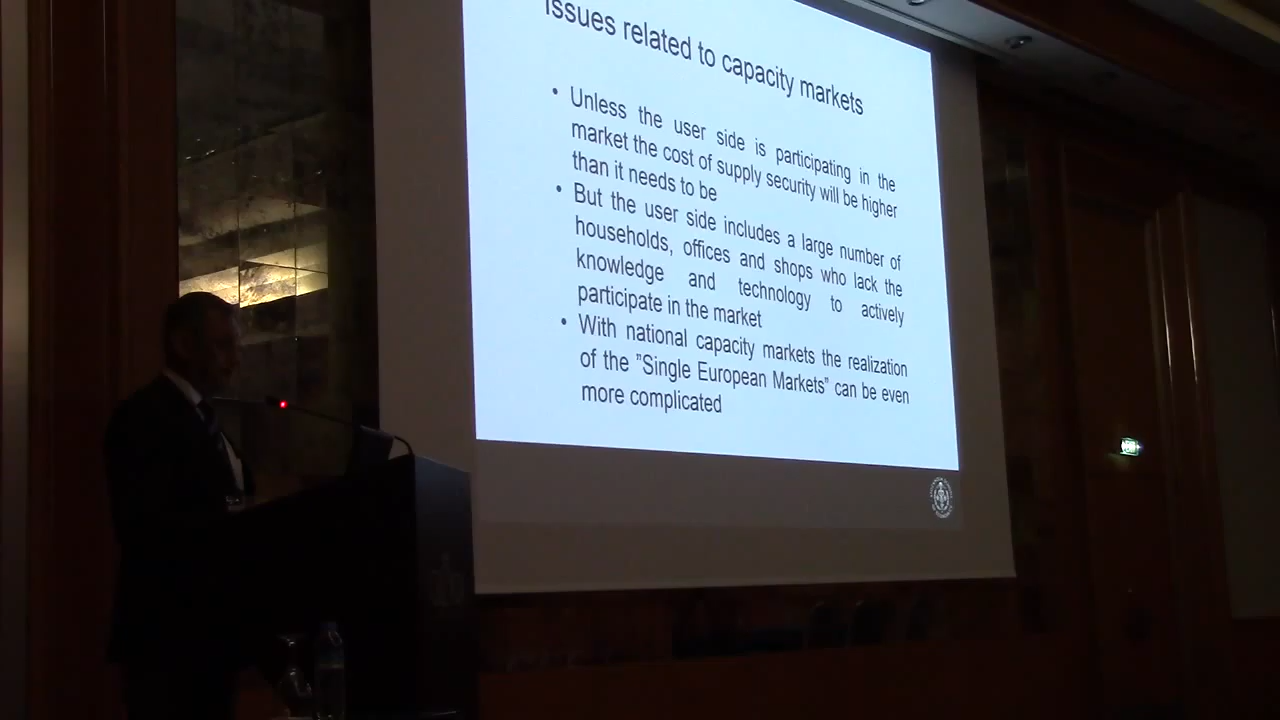 Issues related to capacity markets
• Unless the user side is participating in the
market the cost of supply security will be higher
than it needs to be
• But the user side includes a large number of
households, offices and shops who lack the
knowledge and technology to actively
participate in the market
• With national capacity markets the realization
of the ”Single European Markets” can be even
more complicated